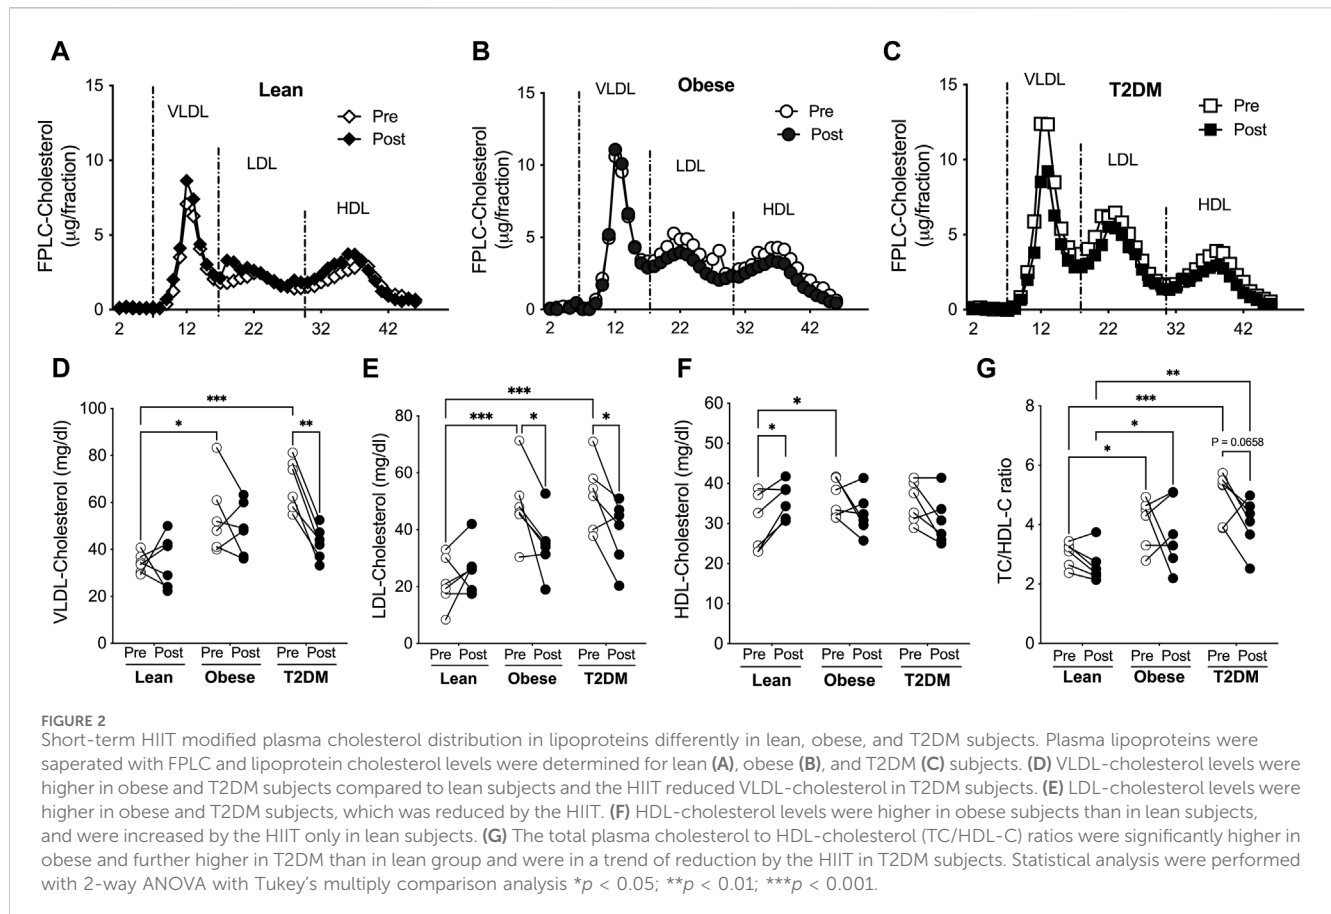 A
Lean
FPLC-Cholesterol
(µg/fraction)
15
10
5
0
2 12 22 32 42
VLDL
LDL
HDL
Pre
Post
B
Obese
FPLC-Cholesterol
(µg/fraction)
15
10
5
0
2 12 22 32 42
VLDL
LDL
HDL
Pre
Post
C
T2DM
FPLC-Cholesterol
(µg/fraction)
15
10
5
0
2 12 22 32 42
VLDL
LDL
HDL
Pre
Post
D
VLDL-Cholesterol (mg/dl)
100
80
60
40
20
0
***
*
**
Pre Post Pre Post Pre Post
Lean Obese T2DM
E
LDL-Cholesterol (mg/dl)
80
60
40
20
0
***
***
*
*
Pre Post Pre Post Pre Post
Lean Obese T2DM
F
HDL-Cholesterol (mg/dl)
60
50
40
30
20
10
0
*
*
Pre Post Pre Post Pre Post
Lean Obese T2DM
G
TC/HDL-C ratio
8
6
4
2
0
**
***
*
P = 0.0658
*
Pre Post Pre Post Pre Post
Lean Obese T2DM
FIGURE 2
Short-term HIIT modified plasma cholesterol distribution in lipoproteins differently in lean, obese, and T2DM subjects. Plasma lipoproteins were
saperated with FPLC and lipoprotein cholesterol levels were determined for lean (A), obese (B), and T2DM (C) subjects. (D) VLDL-cholesterol levels were
higher in obese and T2DM subjects compared to lean subjects and the HIIT reduced VLDL-cholesterol in T2DM subjects. (E) LDL-cholesterol levels were
higher in obese and T2DM subjects, which was reduced by the HIIT. (F) HDL-cholesterol levels were higher in obese subjects than in lean subjects,
and were increased by the HIIT only in lean subjects. (G) The total plasma cholesterol to HDL-cholesterol (TC/HDL-C) ratios were significantly higher in
obese and further higher in T2DM than in lean group and were in a trend of reduction by the HIIT in T2DM subjects. Statistical analysis were performed
with 2-way ANOVA with Tukey's multiply comparison analysis *p < 0.05; **p < 0.01; ***p < 0.001.